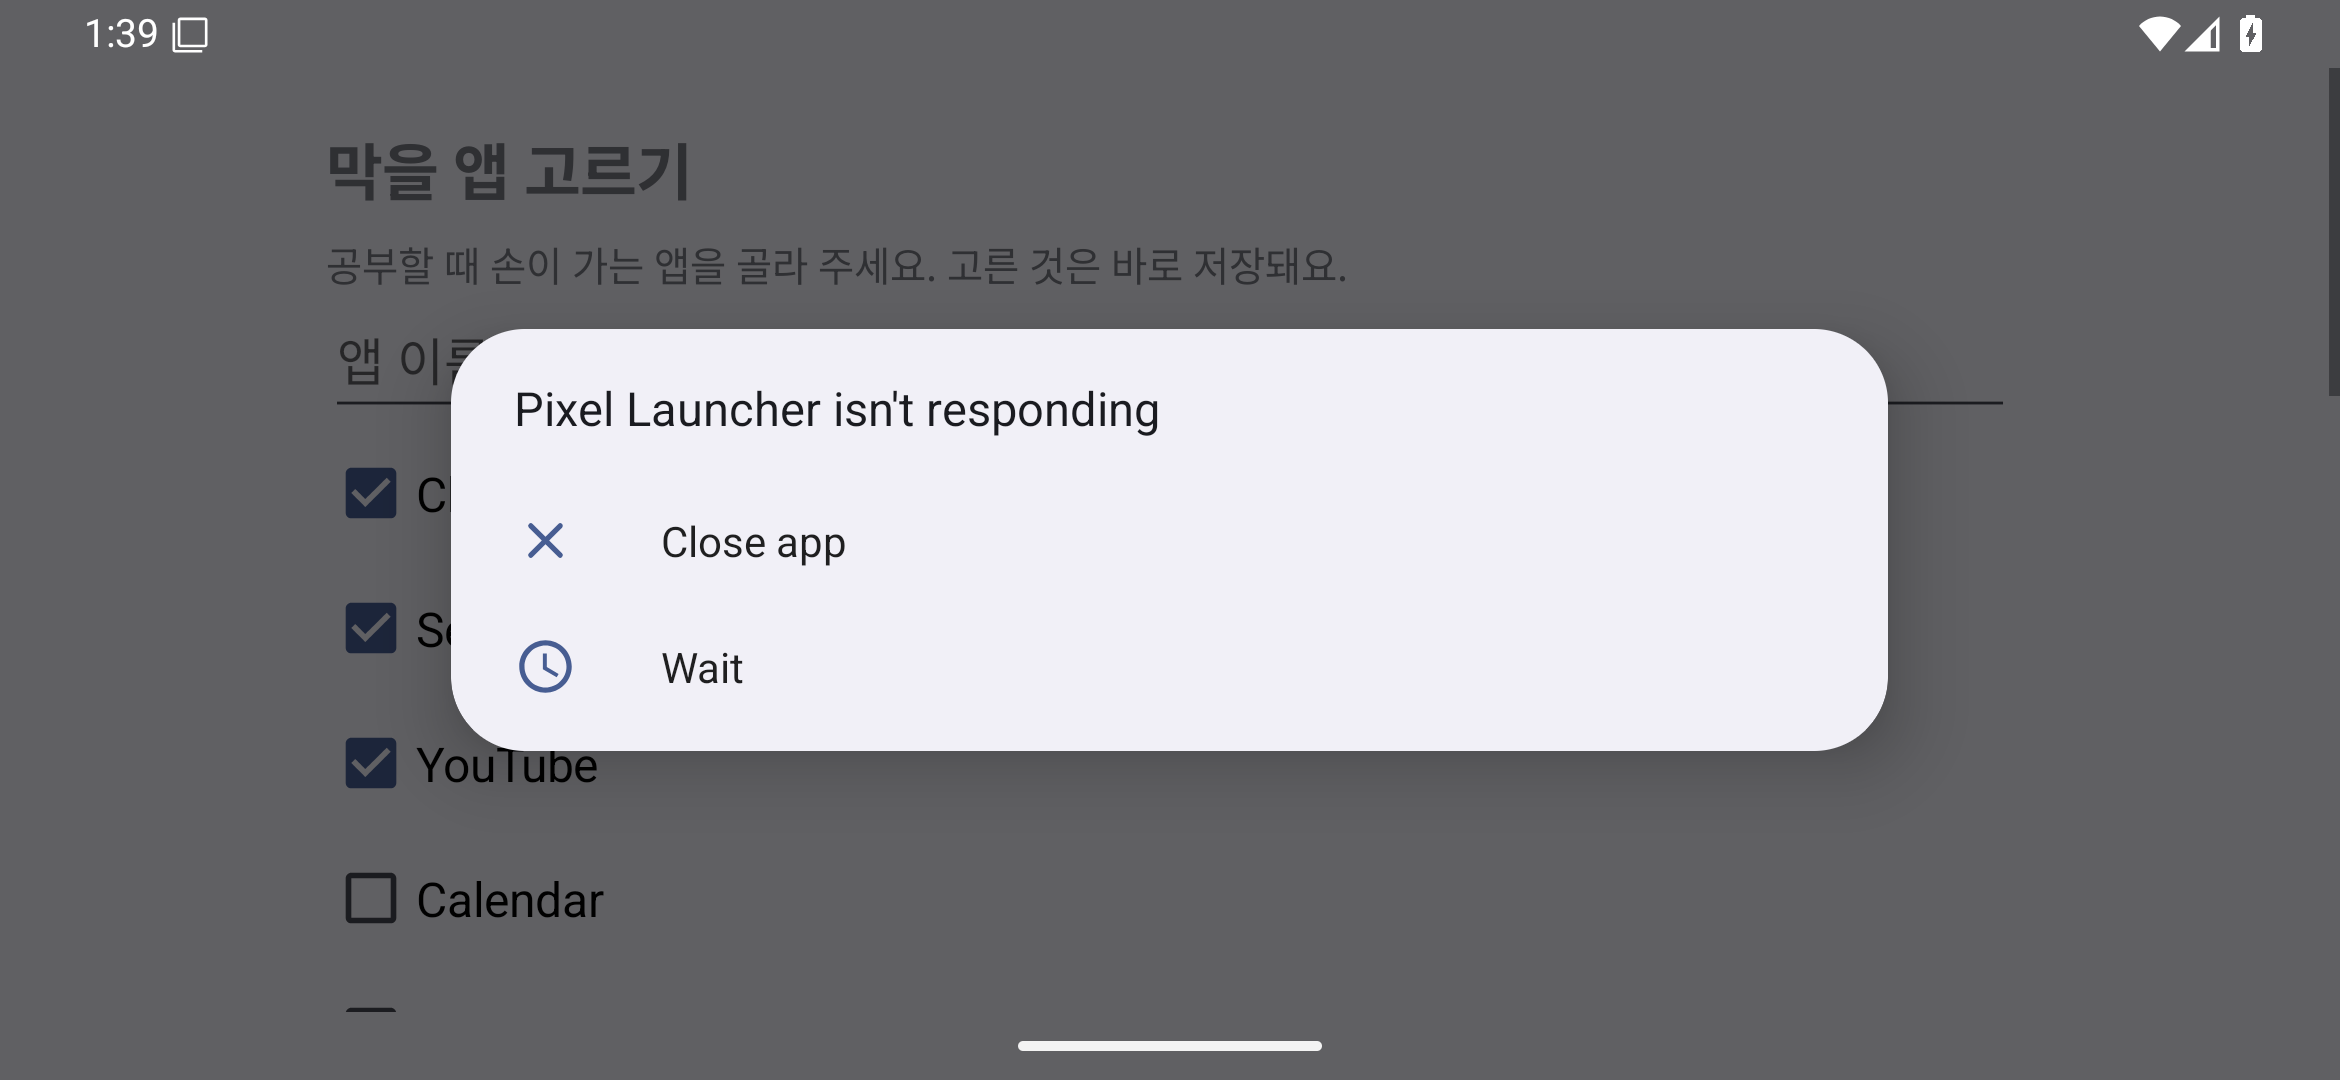 1:39
막을 앱 고르기
공부할 때 손이 가는 앱을 골라 주세요. 고른 것은 바로 저장돼요.
앱
Pixel Launcher isn't responding
Close app
Wait
YouTube
Calendar